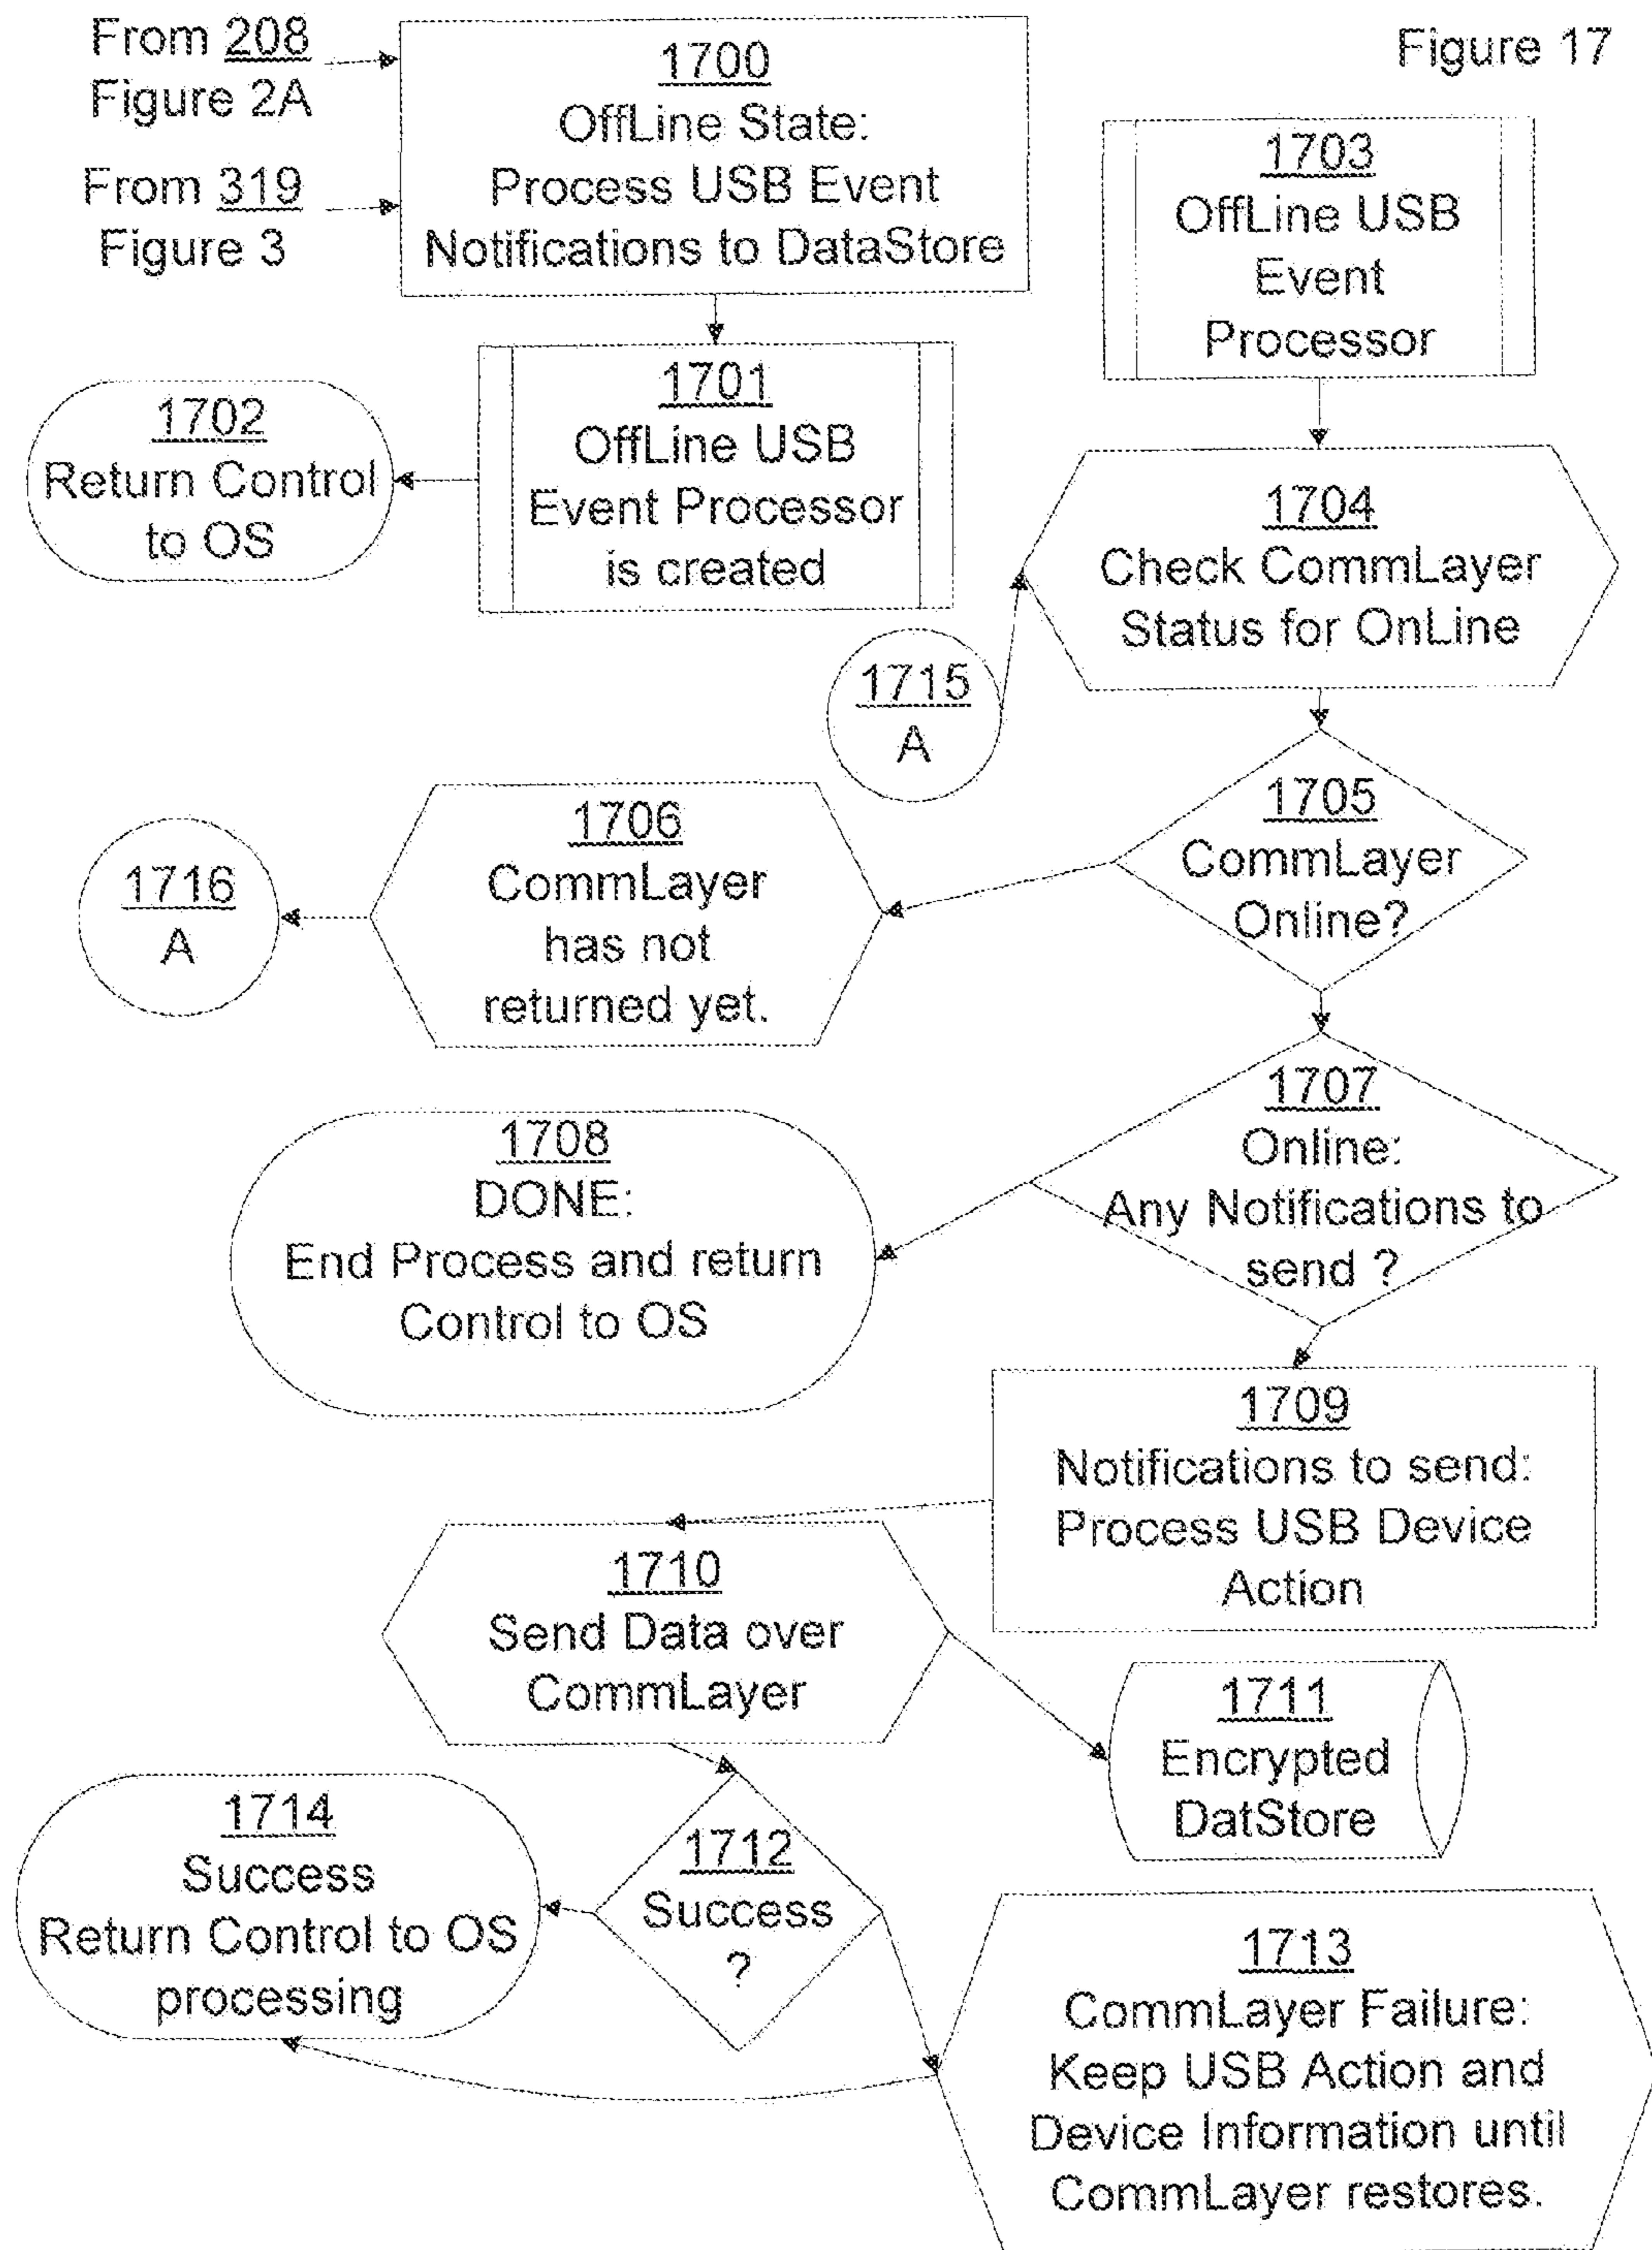 From 208
Figure 2A
From 319
Figure 3
1700
OffLine State:
Process USB Event
Notifications to DataStore
Figure 17
1703
OffLine USB
Event
Processor
1701
OffLine USB
Event Processor
is created
1702
Return Control
to OS
1704
Check CommLayer
Status for OnLine
1715
A
1705
CommLayer
Online?
1706
CommLayer
has not
returned yet.
1716
A
1707
Online:
Any Notifications to
send ?
1708
DONE:
End Process and return
Control to OS
1709
Notifications to send:
Process USB Device
Action
1710
Send Data over
CommLayer
1711
Encrypted
DatStore
1712
Success
?
1714
Success
Return Control to OS
processing
1713
CommLayer Failure:
Keep USB Action and
Device Information until
CommLayer restores.